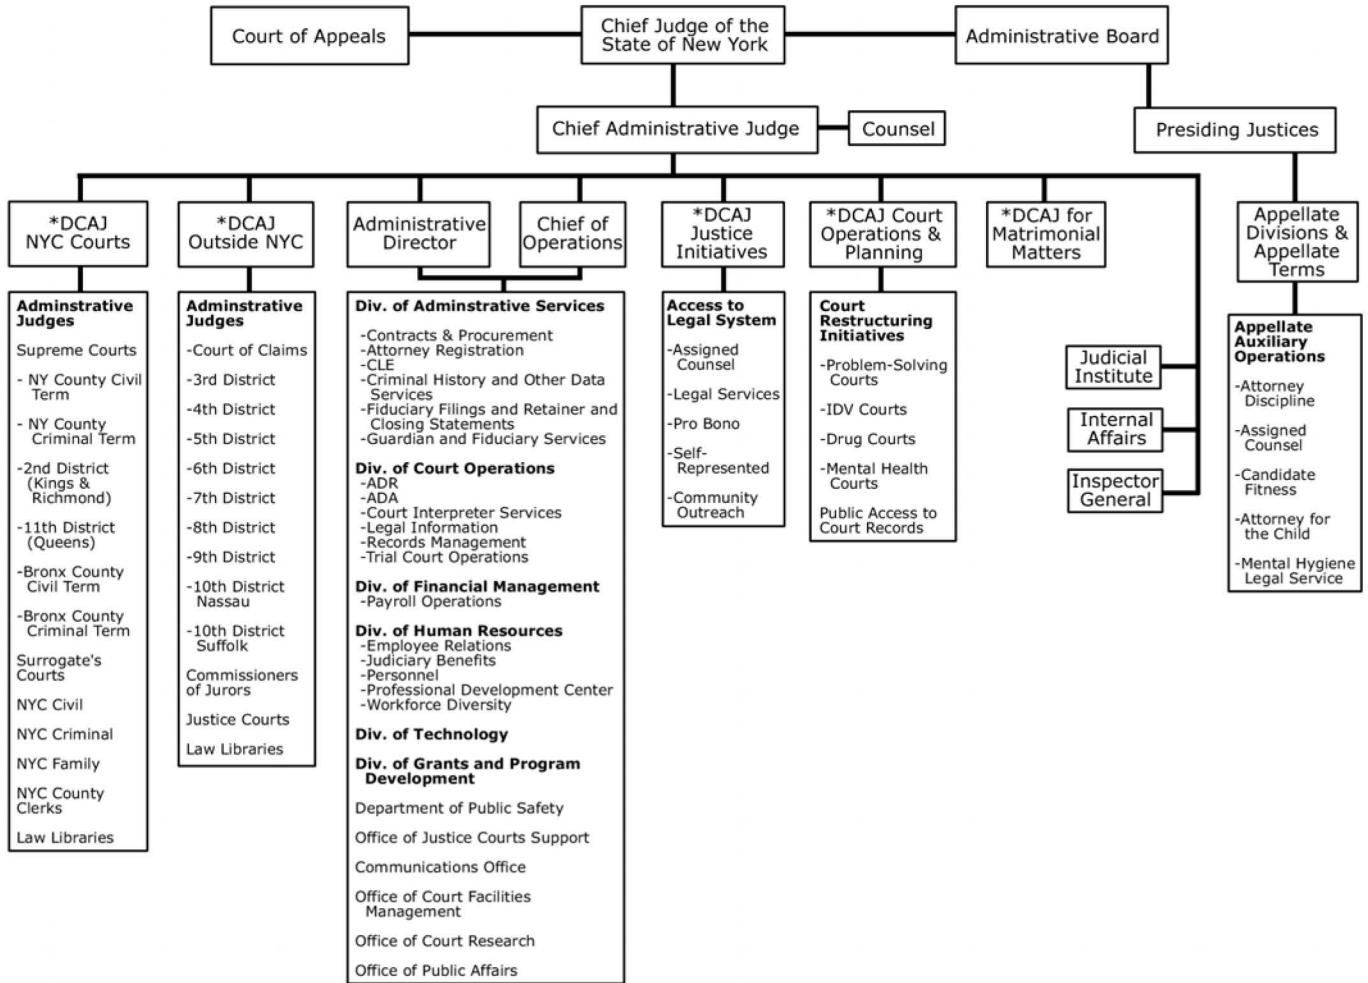 Court of Appeals
Chief Judge of the
State of New York
Administrative Board
Chief Administrative Judge
Counsel
Presiding Justices
*DCAJ
NYC Courts
*DCAJ
Outside NYC
Administrative
Director
Chief of
Operations
*DCAJ
Justice
Initiatives
*DCAJ Court
Operations &
Planning
*DCAJ for
Matrimonial
Matters
Appellate
Divisions &
Appellate
Terms
Adminstrative
Judges
Supreme Courts
- NY County Civil
Term
- NY County
Criminal Term
-2nd District
(Kings &
Richmond)
-11th District
(Queens)
-Bronx County
Civil Term
-Bronx County
Criminal Term
Surrogate's
Courts
NYC Civil
NYC Criminal
NYC Family
NYC County
Clerks
Law Libraries
Adminstrative
Judges
-Court of Claims
-3rd District
-4th District
-5th District
-6th District
-7th District
-8th District
-9th District
-10th District
Nassau
-10th District
Suffolk
Commissioners
of Jurors
Justice Courts
Law Libraries
Div. of Adminstrative Services
-Contracts & Procurement
-Attorney Registration
-CLE
-Criminal History and Other Data
Services
-Fiduciary Filings and Retainer and
Closing Statements
-Guardian and Fiduciary Services
Div. of Court Operations
-ADR
-ADA
-Court Interpreter Services
-Legal Information
-Records Management
-Trial Court Operations
Div. of Financial Management
-Payroll Operations
Div. of Human Resources
-Employee Relations
-Judiciary Benefits
-Personnel
-Professional Development Center
-Workforce Diversity
Div. of Technology
Div. of Grants and Program
Development
Department of Public Safety
Office of Justice Courts Support
Communications Office
Office of Court Facilities
Management
Office of Court Research
Office of Public Affairs
Access to
Legal System
-Assigned
Counsel
-Legal Services
-Pro Bono
-Self-
Represented
-Community
Outreach
Court
Restructuring
Initiatives
-Problem-Solving
Courts
-IDV Courts
-Drug Courts
-Mental Health
Courts
Public Access to
Court Records
Judicial
Institute
Internal
Affairs
Inspector
General
Appellate
Auxiliary
Operations
-Attorney
Discipline
-Assigned
Counsel
-Candidate
Fitness
-Attorney for
the Child
-Mental Hygiene
Legal Service